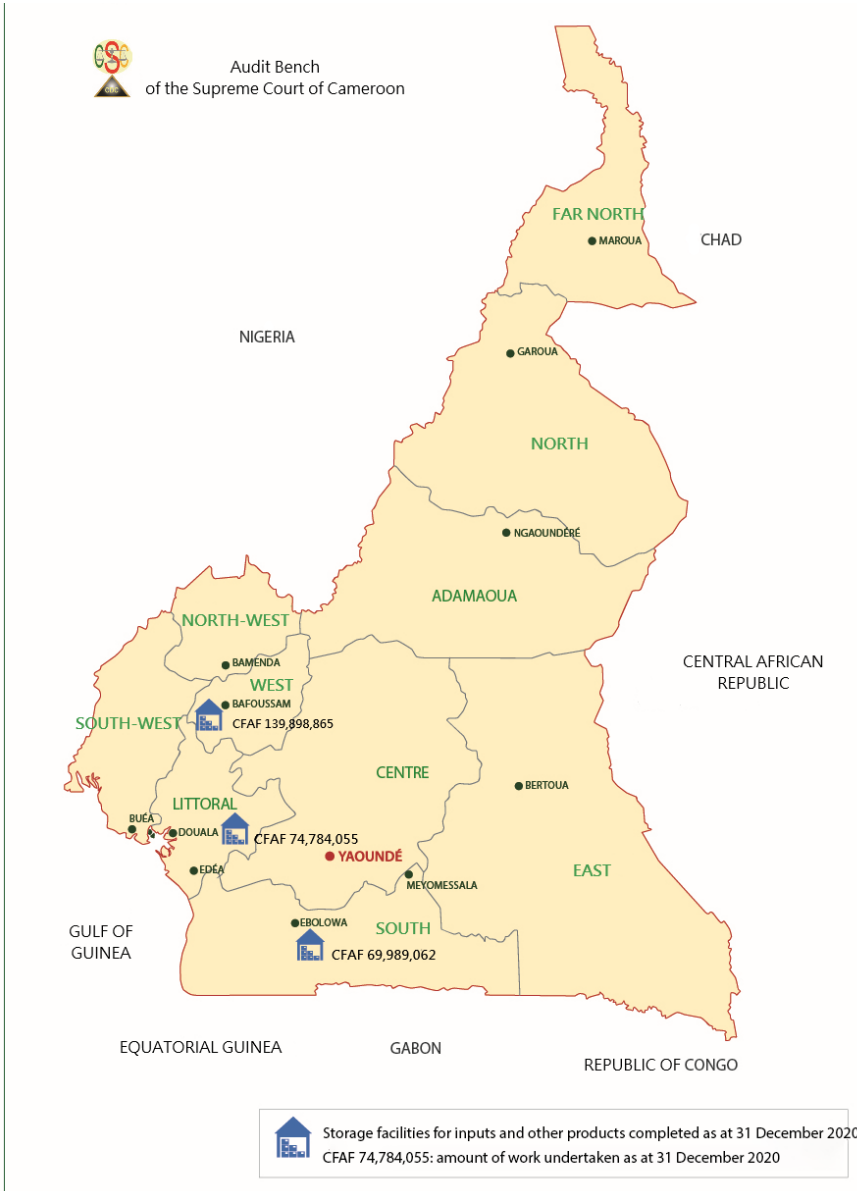 Audit Bench
of the Supreme Court of Cameroon
FAR NORTH
MAROUA
CHAD
NIGERIA
GAROUA
NORTH
NGAOUNDÉRÉ
ADAMAOUA
NORTH-WEST
BAMENDA
WEST
CENTRAL AFRICAN
REPUBLIC
BAFOUSSAM
SOUTH-WEST
CFAF 139,898,865
CENTRE
BERTOUA
LITTORAL
BUÉA
DOUALA
CFAF 74,784,055
YAOUNDÉ
EDÉA
EAST
MEYOMESSALA
EBOLOWA
SOUTH
GULF OF
GUINEA
CFAF 69,989,062
EQUATORIAL GUINEA
GABON
REPUBLIC OF CONGO
Storage facilities for inputs and other products completed as at 31 December 2020
CFAF 74,784,055: amount of work undertaken as at 31 December 2020